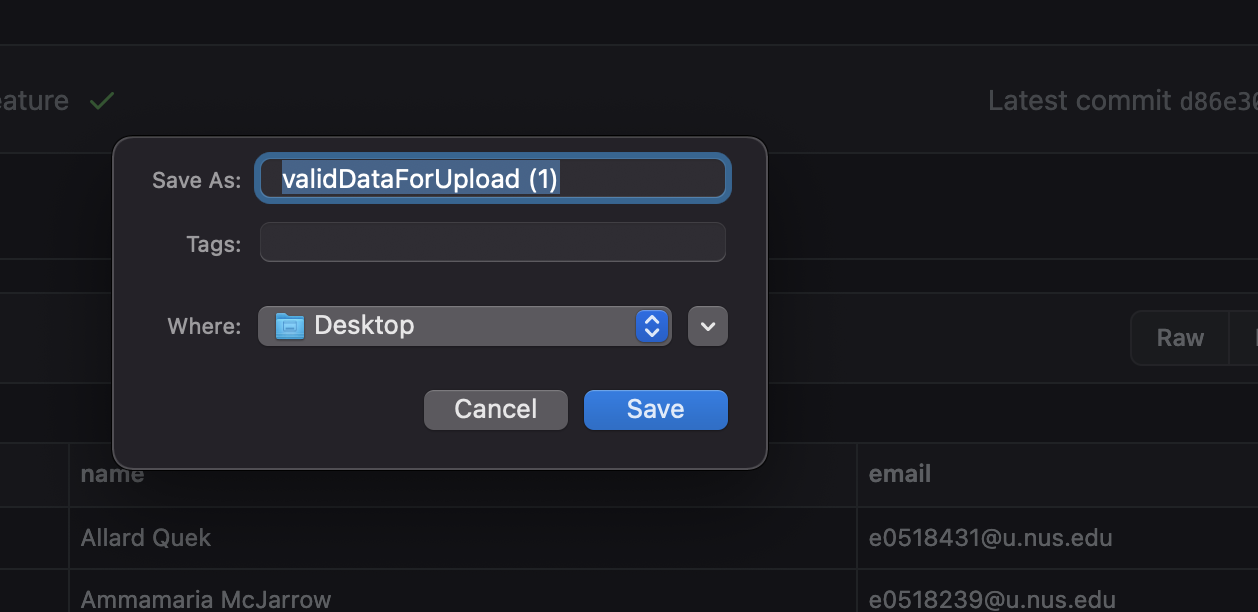 eature
Latest commit d86e36
Save As: validDataForUpload (1)
Tags:
Where: Desktop
Raw
Cancel Save
name email
Allard Quek e0518431@u.nus.edu
Ammamaria McJarrow e0518239@u.nus.edu